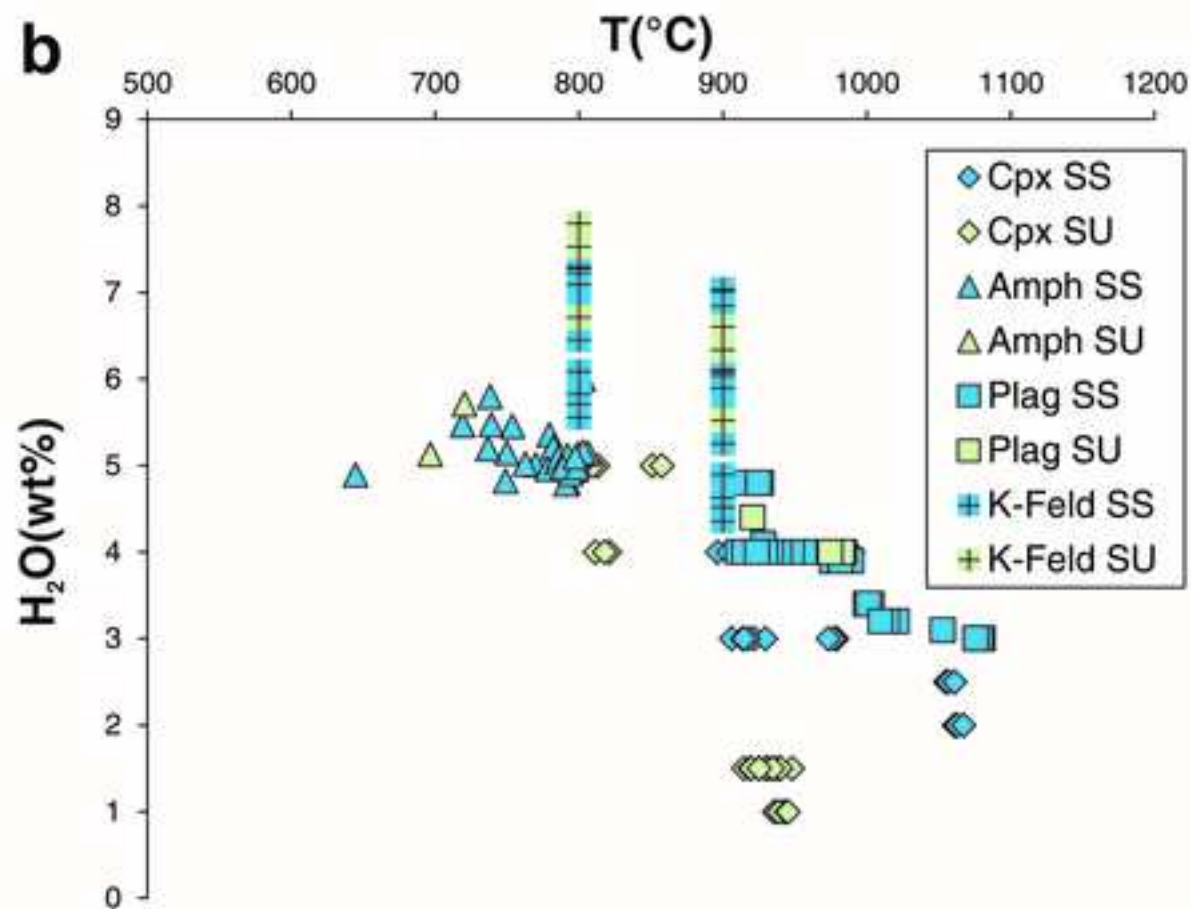 b
T(°C)
500 600 700 800 900 1000 1100 1200
9
8
7
6
5
4
3
2
1
0
H₂O(wt%)
Cpx SS
Cpx SU
Amph SS
Amph SU
Plag SS
Plag SU
K-Feld SS
K-Feld SU